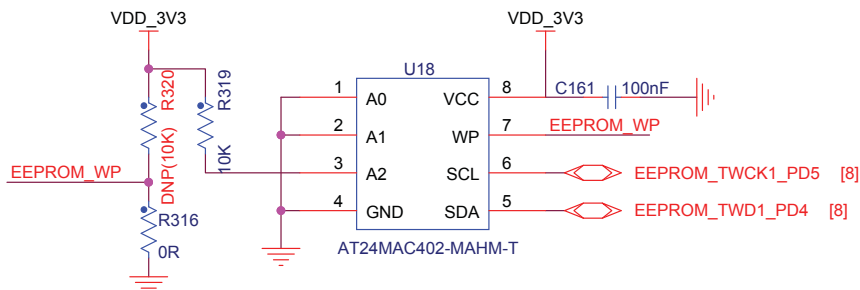 VDD_3V3
VDD_3V3
R320
DNP(10K)
R319
10K
U18
1
A0
VCC
8
C161
100nF
2
A1
WP
7
EEPROM_WP
EEPROM_WP
3
A2
SCL
6
EEPROM_TWCK1_PD5 [8]
4
GND
SDA
5
EEPROM_TWD1_PD4 [8]
R316
0R
AT24MAC402-MAHM-T